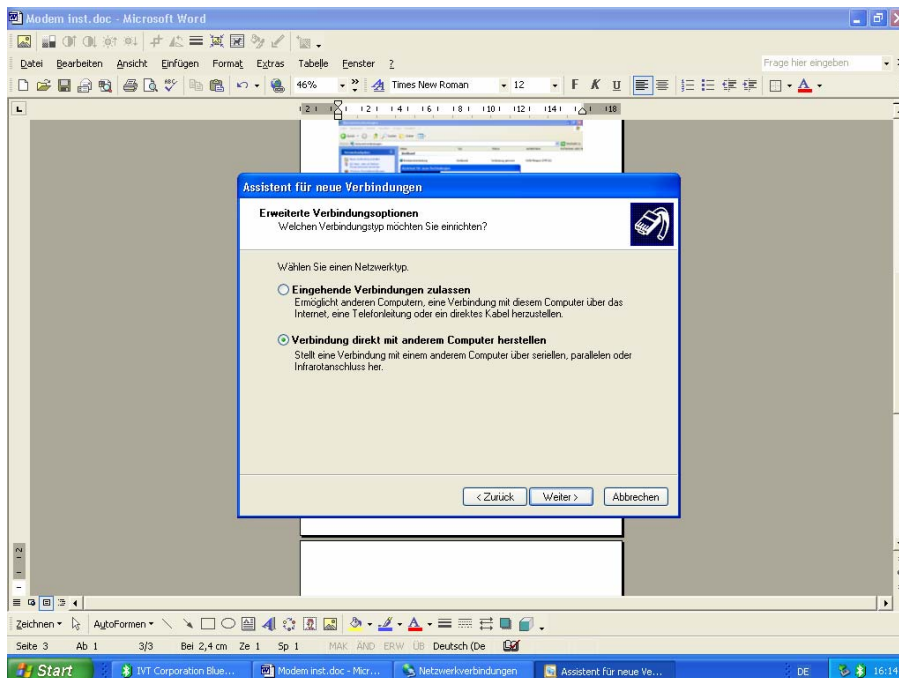 Modem inst.doc - Microsoft Word
Datei Bearbeiten Ansicht Einfügen Format Extras Tabelle Fenster ?
Frage hier eingeben
46% Times New Roman 12 F K U
Assistent für neue Verbindungen
Erweiterte Verbindungsoptionen
Welchen Verbindungstyp möchten Sie einrichten?
Wählen Sie einen Netzwerktyp.
Eingehende Verbindungen zulassen
Ermöglicht anderen Computern, eine Verbindung mit diesem Computer über das
Internet, eine Telefonleitung oder ein direktes Kabel herzustellen.
Verbindung direkt mit anderem Computer herstellen
Stellt eine Verbindung mit einem anderem Computer über seriellen, parallelen oder
Infrarotanschluss her.
< Zurück Weiter > Abbrechen
Zeichnen AutoFormen
Seite 3 Ab 1 3/3 Bei 2,4 cm Ze 1 Sp 1 MAK ÄND ERW ÜB Deutsch (De
Start IVT Corporation Blue... Modem inst.doc - Micr... Netzwerkverbindungen Assistent für neue Ve... DE 16:14